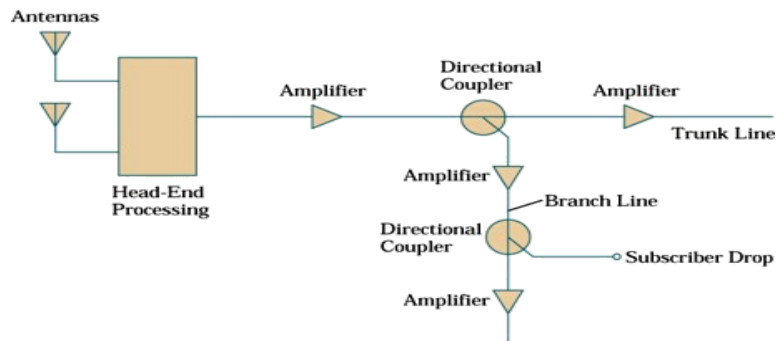 Antennas
Directional
Coupler
Amplifier
Amplifier
Trunk Line
Head-End
Processing
Amplifier
Branch Line
Directional
Coupler
Subscriber Drop
Amplifier